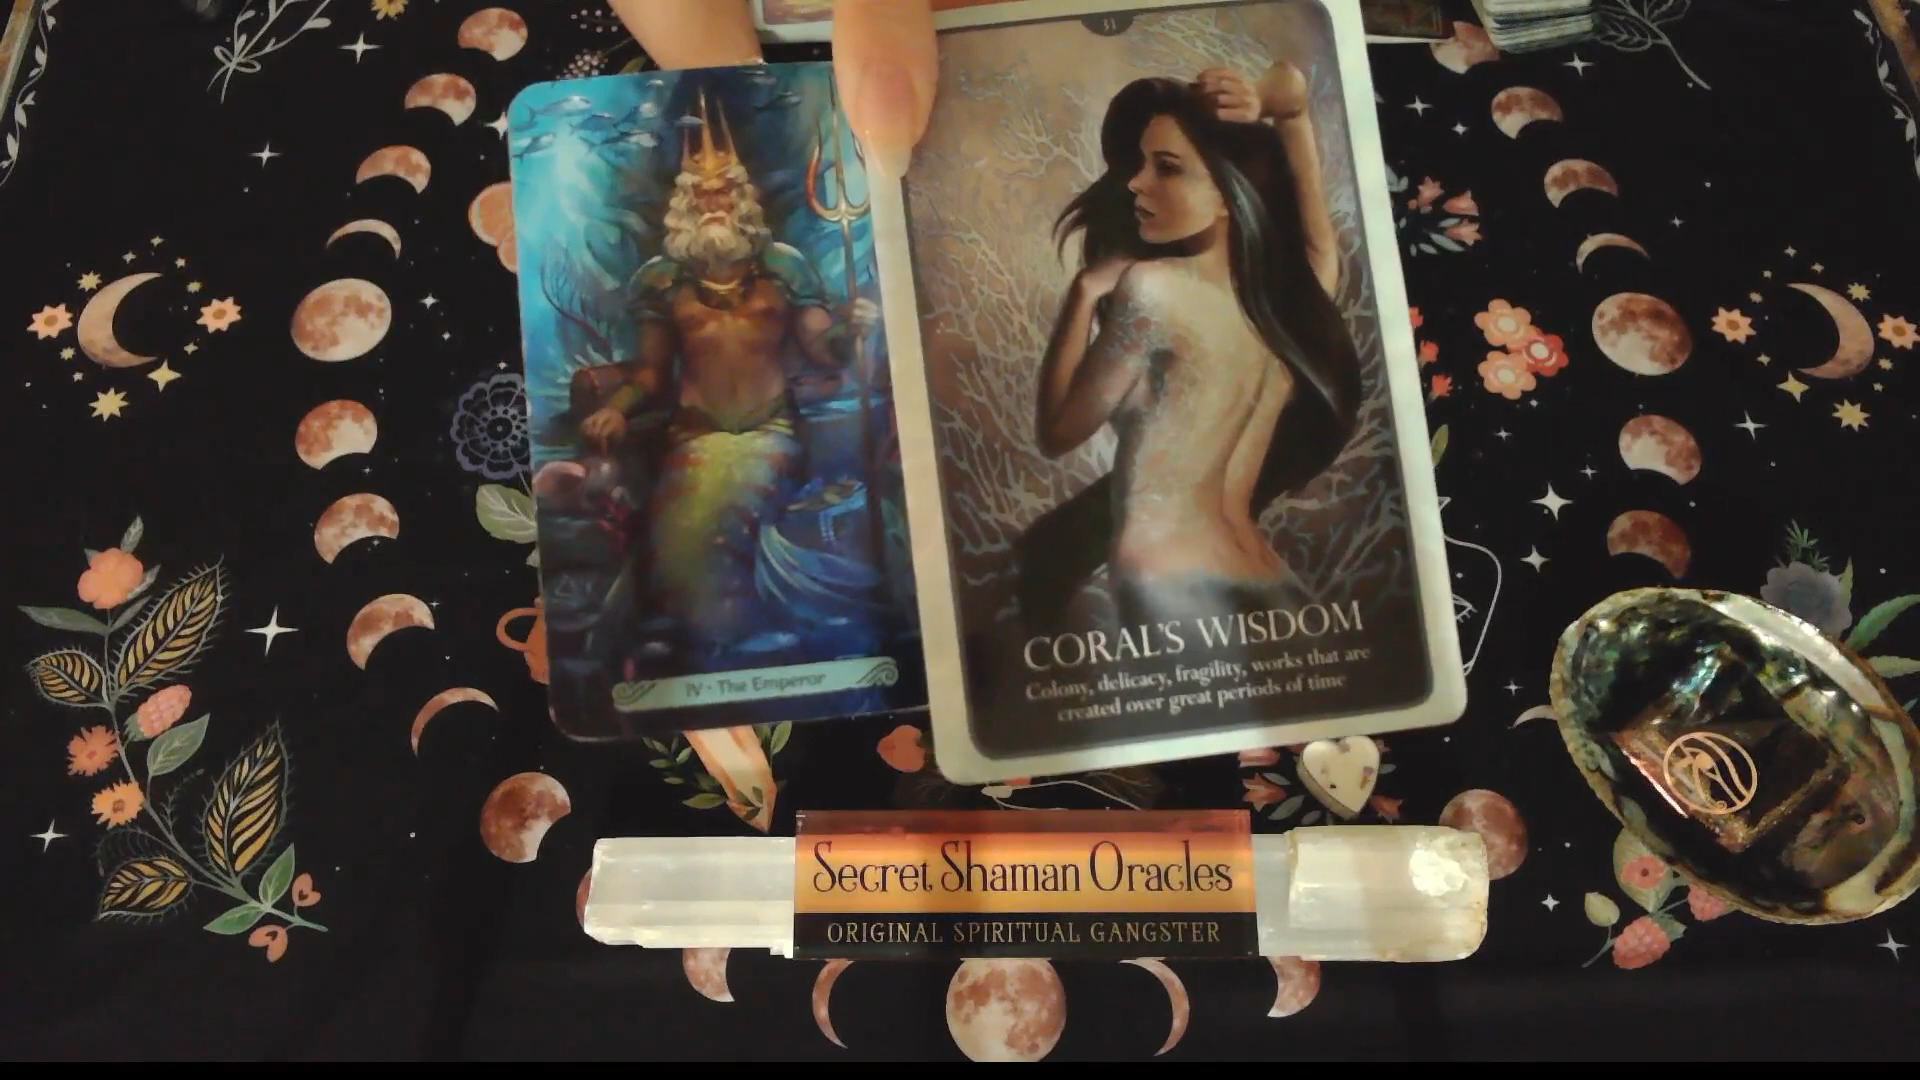 31
IV • The Emperor
CORAL'S WISDOM
Colony, delicacy, fragility, works that are
created over great periods of time
Secret Shaman Oracles
ORIGINAL SPIRITUAL GANGSTER